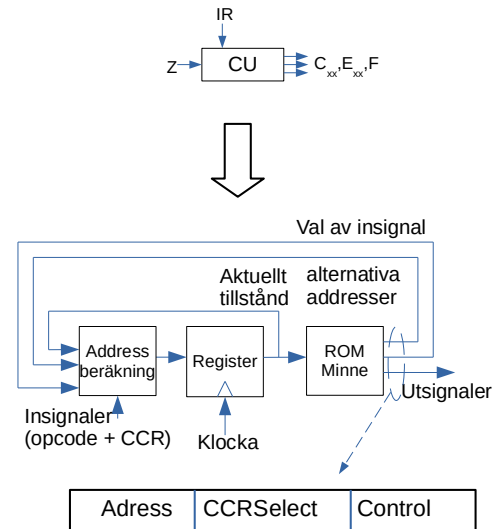 IR
Z
CU
Cxx,Exx,F
Val av insignal
Aktuellt
tillstånd
alternativa
addresser
Address
beräkning
Register
ROM
Minne
Utsignaler
Insignaler
(opcode + CCR)
Klocka
Adress
CCRSelect
Control